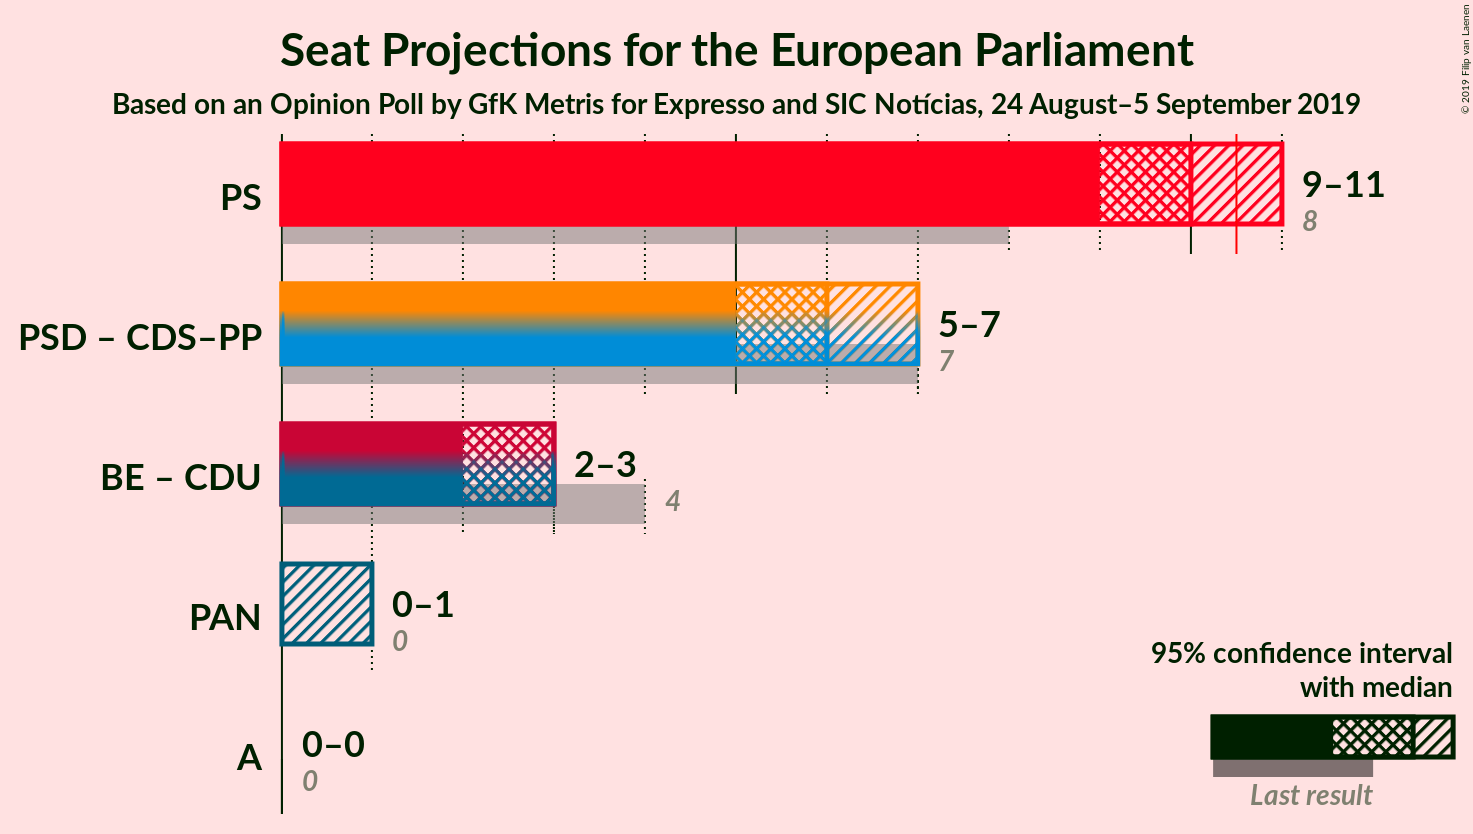 Seat Projections for the European Parliament
Based on an Opinion Poll by GfK Metris for Expresso and SIC Notícias, 24 August–5 September 2019
© 2019 Filip van Laenen
PS
9–11
8
PSD – CDS–PP
5–7
7
BE – CDU
2–3
4
PAN
0–1
0
A
0–0
0
95% confidence interval
with median
Last result